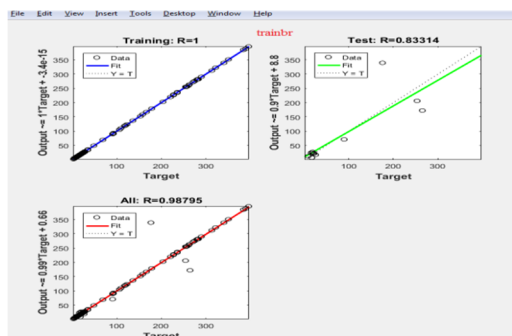 File Edit View Insert Tools Desktop Window Help
trainbr
Training: R=1
Output ~= 1*Target + -3.4e-15
350
300
250
200
150
100
50
Data
Fit
Y = T
100 300
Target
Test: R=0.83314
Output ~= 0.9*Target + 8.8
350
300
250
200
150
100
50
Data
Fit
Y = T
100 300
Target
All: R=0.98795
Output ~= 0.99*Target + 0.66
350
300
250
200
150
100
50
Data
Fit
Y = T
100 300
Target